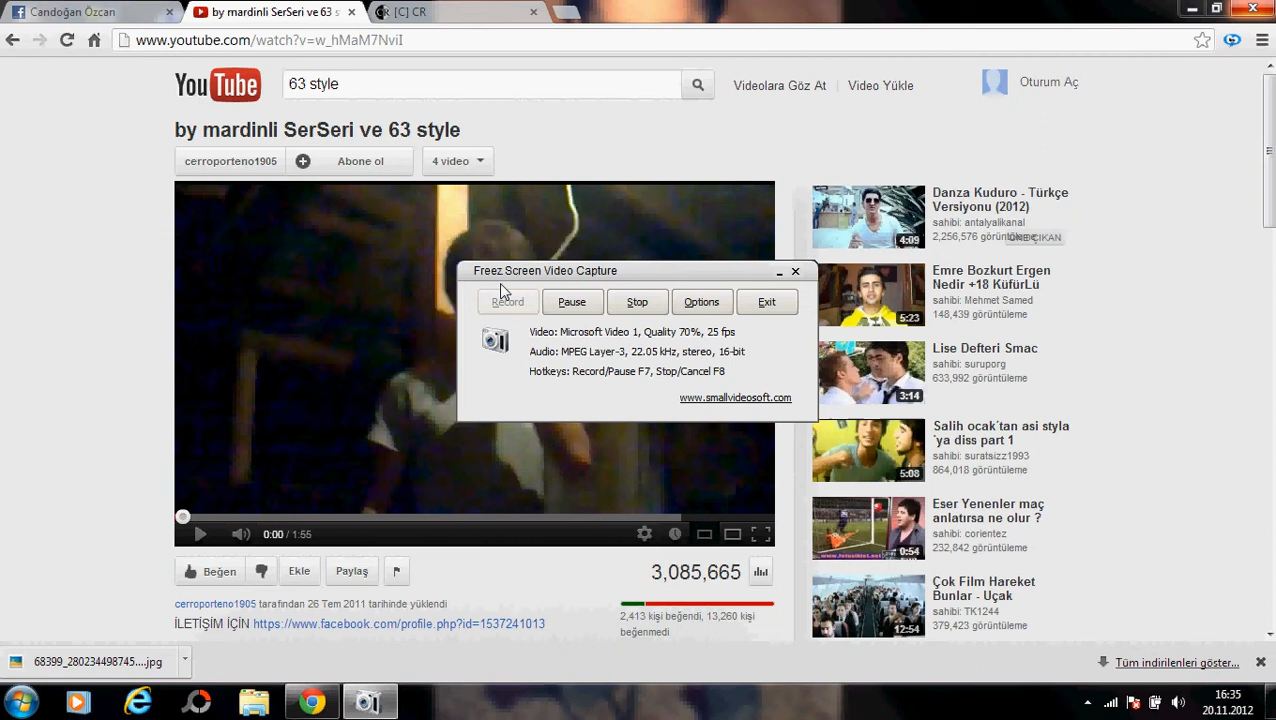 Candoğan Özcan
by mardinli SerSeri ve 63 s
[C] CR
www.youtube.com/watch?v=w_hMaM7NviI
YouTube
63 style
Videolara Göz At
Video Yükle
Oturum Aç
by mardinli SerSeri ve 63 style
cerroporteno1905
Abone ol
4 video
Freez Screen Video Capture
Record
Pause
Stop
Options
Exit
Video: Microsoft Video 1, Quality 70%, 25 fps
Audio: MPEG Layer-3, 22.05 kHz, stereo, 16-bit
Hotkeys: Record/Pause F7, Stop/Cancel F8
www.smallvideosoft.com
0:00 / 1:55
Beğen
Ekle
Paylaş
3,085,665
cerroporteno1905 tarafından 26 Tem 2011 tarihinde yüklendi
İLETİŞİM İÇİN https://www.facebook.com/profile.php?id=1537241013
2,413 kişi beğendi, 13,260 kişi
beğenmedi
4:09
Danza Kuduro - Türkçe
Versiyonu (2012)
sahibi: antalyalikanal
2,256,576 görüntüleme
ÖNE ÇIKAN
5:23
Emre Bozkurt Ergen
Nedir +18 KüfürLü
sahibi: Mehmet Samed
148,439 görüntüleme
3:14
Lise Defteri Smac
sahibi: suruporg
633,992 görüntüleme
5:08
Salih ocak´tan asi styla
´ya diss part 1
sahibi: suratsizz1993
864,018 görüntüleme
0:54
Eser Yenenler maç
anlatırsa ne olur ?
sahibi: corientez
232,842 görüntüleme
12:54
Çok Film Hareket
Bunlar - Uçak
sahibi: TK1244
379,423 görüntüleme
68399_280234498745....jpg
Tüm indirilenleri göster...
16:35
20.11.2012